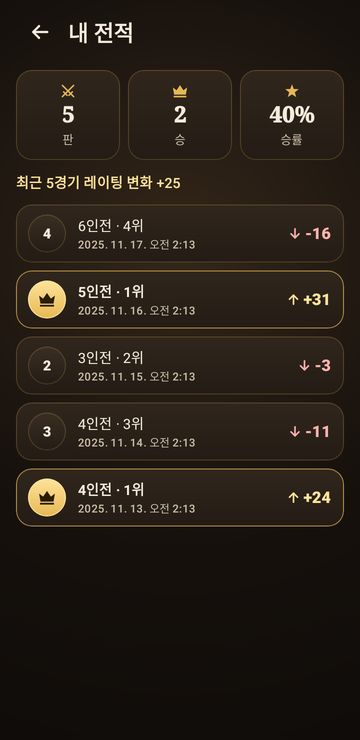 내 전적
5
판
2
승
40%
승률
최근 5경기 레이팅 변화 +25
4
6인전 · 4위
2025. 11. 17. 오전 2:13
↓ -16
5인전 · 1위
2025. 11. 16. 오전 2:13
↑ +31
2
3인전 · 2위
2025. 11. 15. 오전 2:13
↓ -3
3
4인전 · 3위
2025. 11. 14. 오전 2:13
↓ -11
4인전 · 1위
2025. 11. 13. 오전 2:13
↑ +24